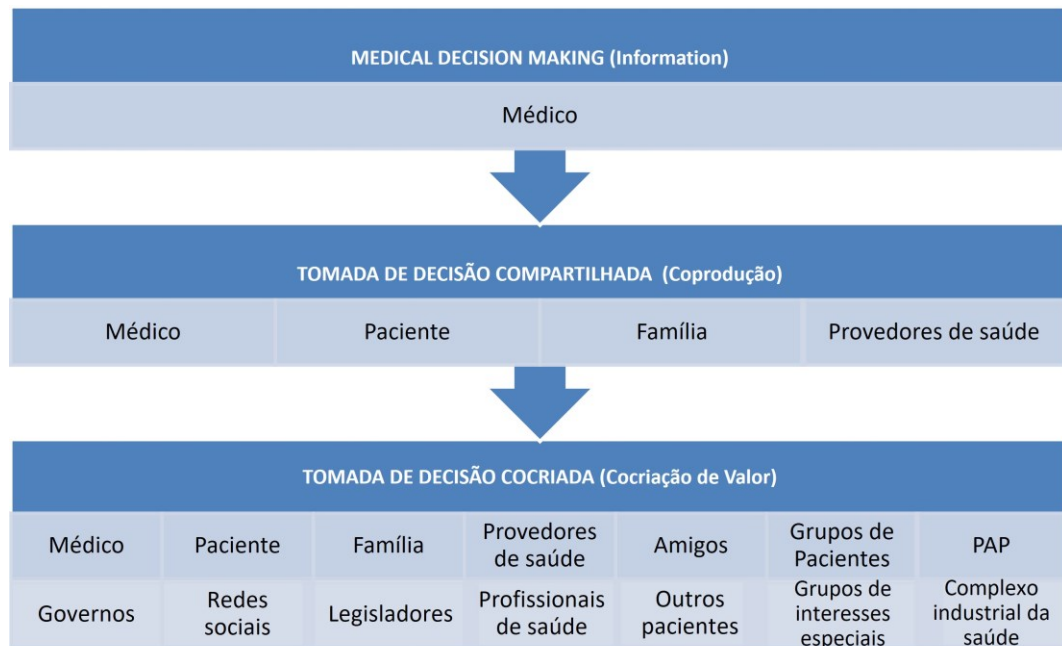 MEDICAL DECISION MAKING (Information)
Médico
TOMADA DE DECISÃO COMPARTILHADA (Coprodução)
Médico
Paciente
Família
Provedores de saúde
TOMADA DE DECISÃO COCRIADA (Cocriação de Valor)
Médico
Paciente
Família
Provedores
de saúde
Amigos
Grupos de
Pacientes
PAP
Governos
Redes
sociais
Legisladores
Profissionais
de saúde
Outros
pacientes
Grupos de
interesses
especiais
Complexo
industrial da
saúde